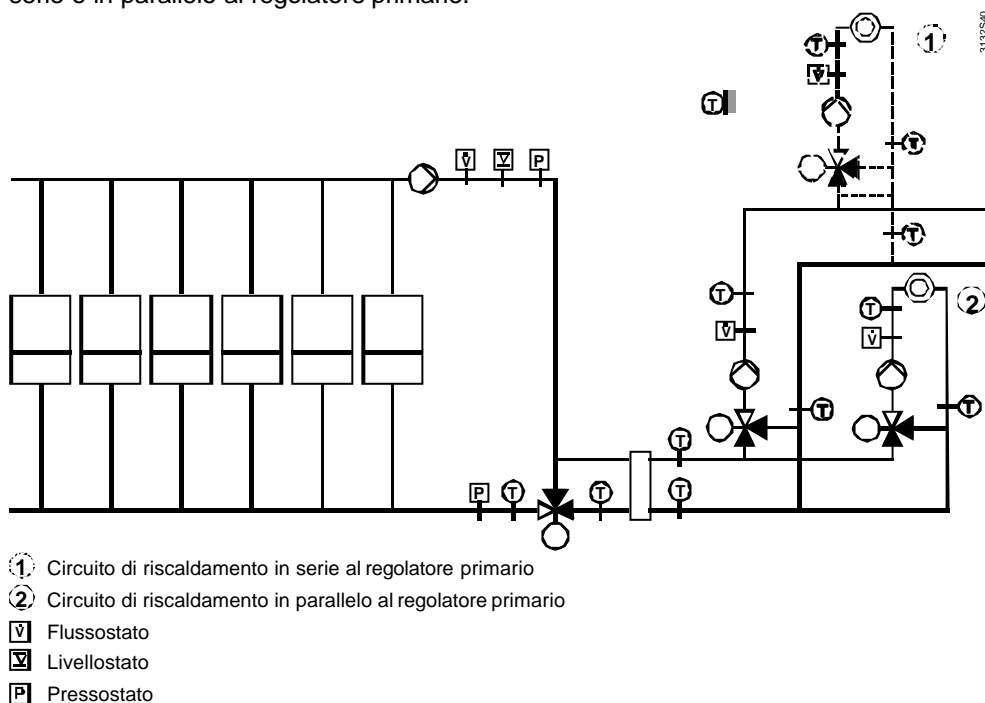 serie o in parallelo al regolatore primario.
3132S40
T
1
V
T
V
P
T
T
T
T
2
V
T
V
T
T
T
P
T
T
T
1 Circuito di riscaldamento in serie al regolatore primario
2 Circuito di riscaldamento in parallelo al regolatore primario
V Flussostato
Livellostato
P Pressostato